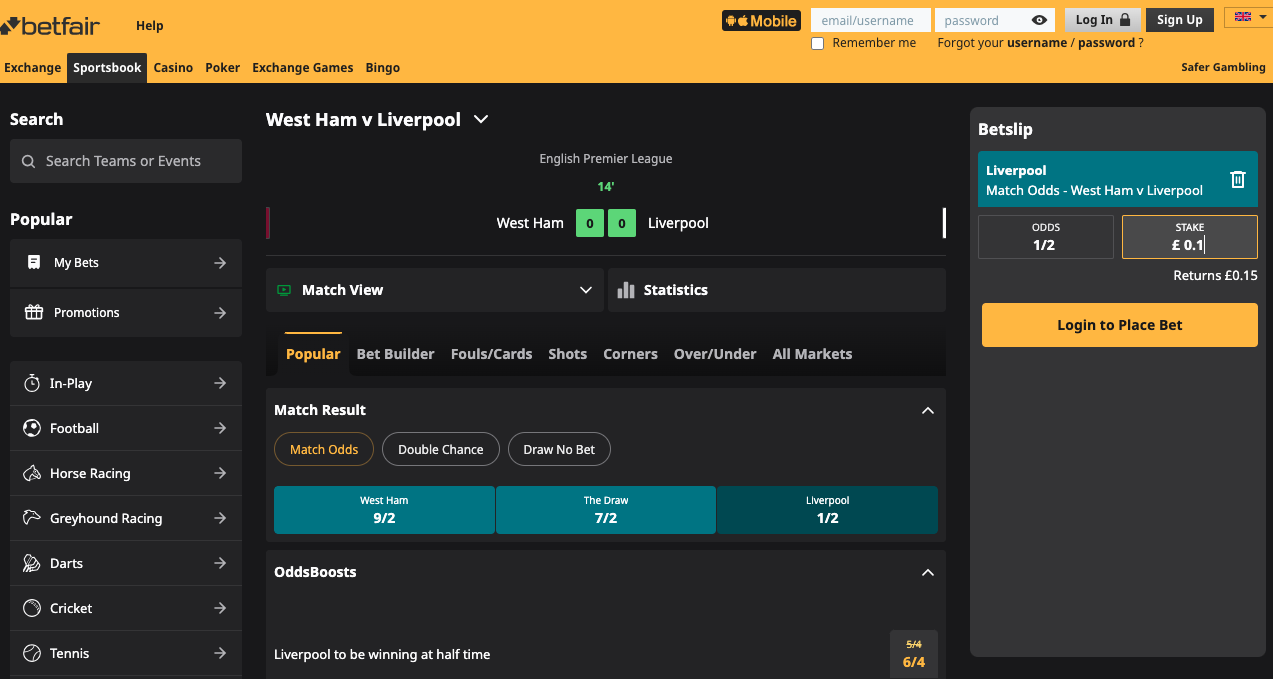 betfair
Help
Mobile
email/username
password
Log In
Sign Up
Remember me
Forgot your username / password ?
Exchange
Sportsbook
Casino
Poker
Exchange Games
Bingo
Safer Gambling
Search
Search Teams or Events
Popular
My Bets
Promotions
In-Play
Football
Horse Racing
Greyhound Racing
Darts
Cricket
Tennis
West Ham v Liverpool
English Premier League
14'
West Ham 0 0 Liverpool
Match View
Statistics
Popular
Bet Builder
Fouls/Cards
Shots
Corners
Over/Under
All Markets
Match Result
Match Odds
Double Chance
Draw No Bet
West Ham
9/2
The Draw
7/2
Liverpool
1/2
OddsBoosts
Liverpool to be winning at half time
5/4
6/4
Betslip
Liverpool
Match Odds - West Ham v Liverpool
ODDS
1/2
STAKE
£ 0.1
Returns £0.15
Login to Place Bet